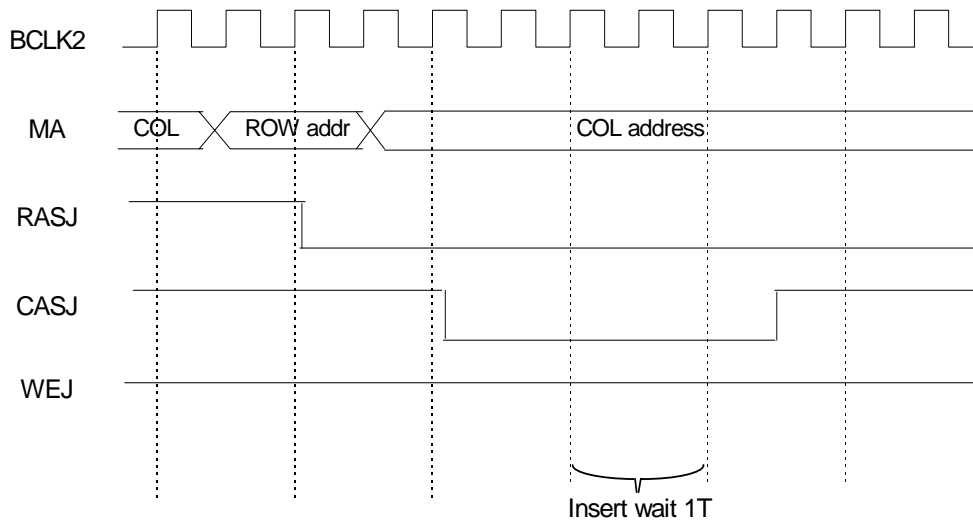 BCLK2
MA COL ROW addr COL address
RASJ
CASJ
WEJ
Insert wait 1T